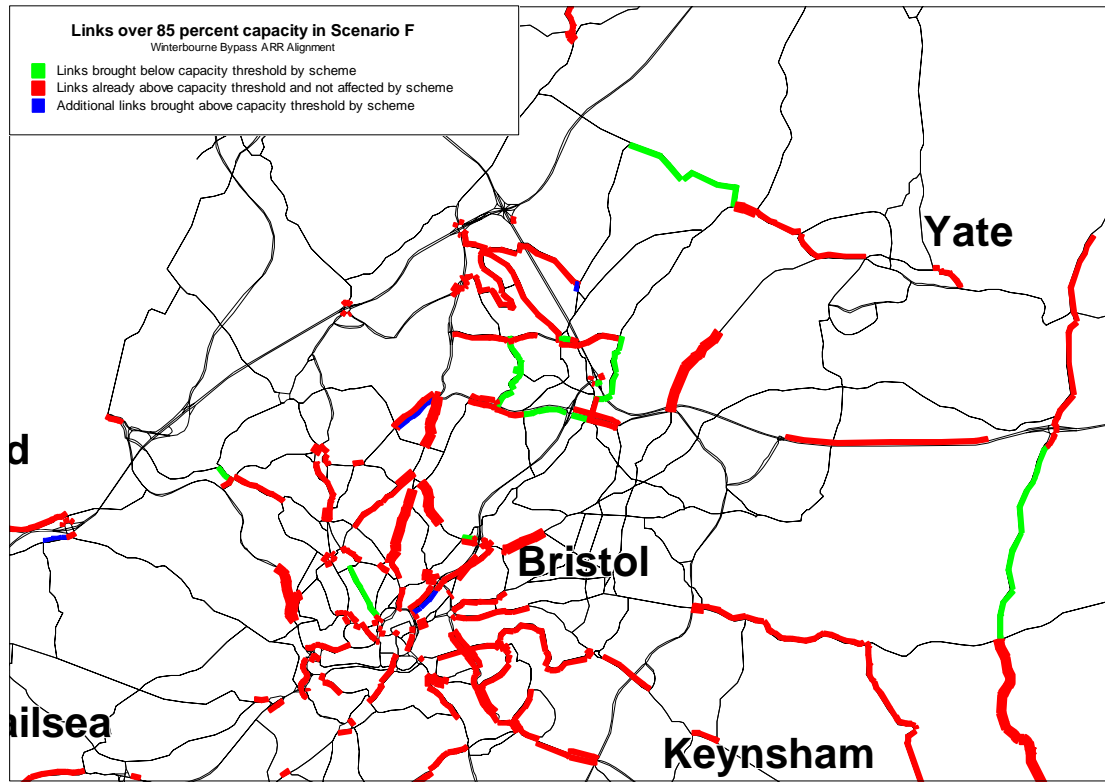 Links over 85 percent capacity in Scenario F
Winterbourne Bypass ARR Alignment
Links brought below capacity threshold by scheme
Links already above capacity threshold and not affected by scheme
Additional links brought above capacity threshold by scheme
Yate
d
Bristol
ailsea
Keynsham